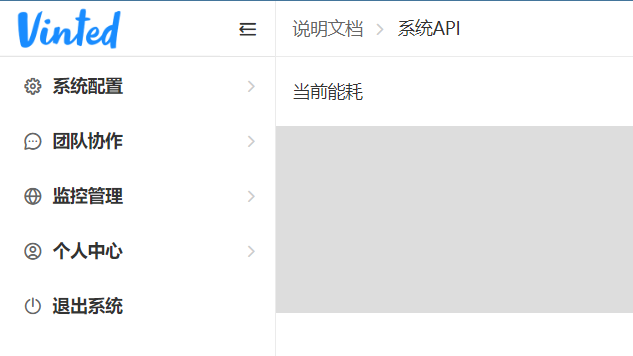 Vinted
说明文档 > 系统API
系统配置
当前能耗
团队协作
监控管理
个人中心
退出系统